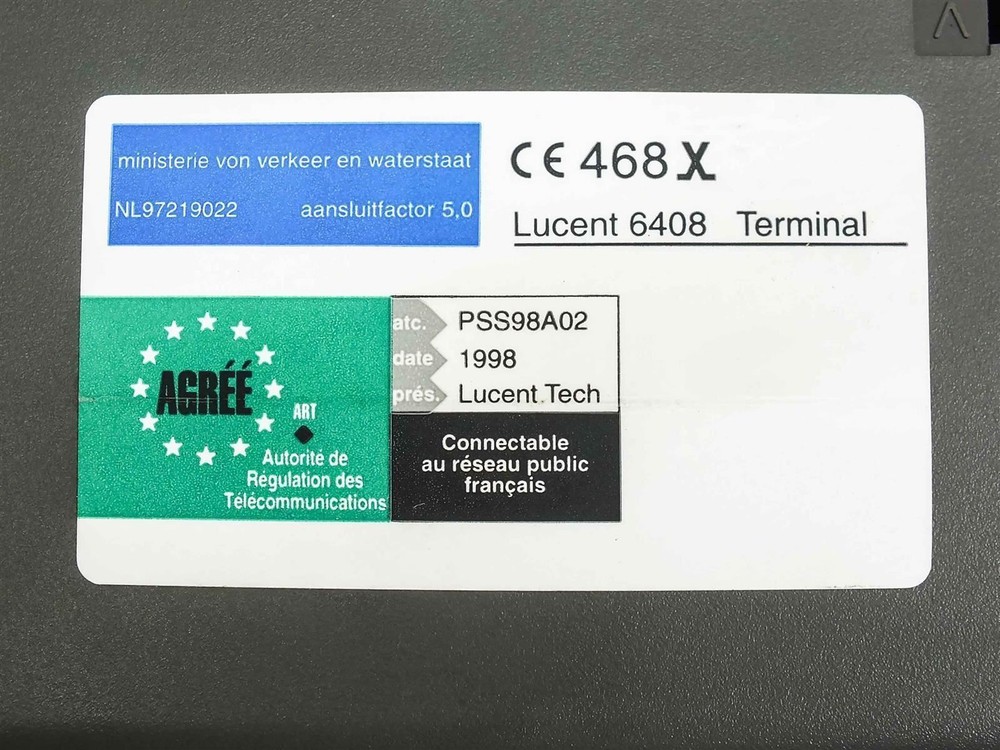 ministerie von verkeer en waterstaat
NL97219022 aansluitfactor 5,0
CE 468 X
Lucent 6408 Terminal
AGRÉÉ
ART
Autorité de
Régulation des
Télécommunications
atc. PSS98A02
date 1998
prés. Lucent Tech
Connectable
au réseau public
français